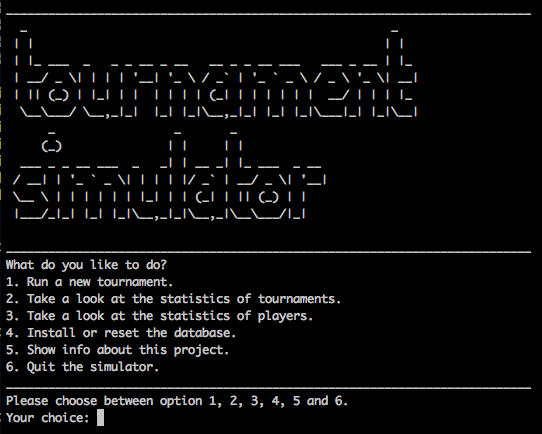 tournament
simulator
What do you like to do?
1. Run a new tournament.
2. Take a look at the statistics of tournaments.
3. Take a look at the statistics of players.
4. Install or reset the database.
5. Show info about this project.
6. Quit the simulator.
Please choose between option 1, 2, 3, 4, 5 and 6.
Your choice: